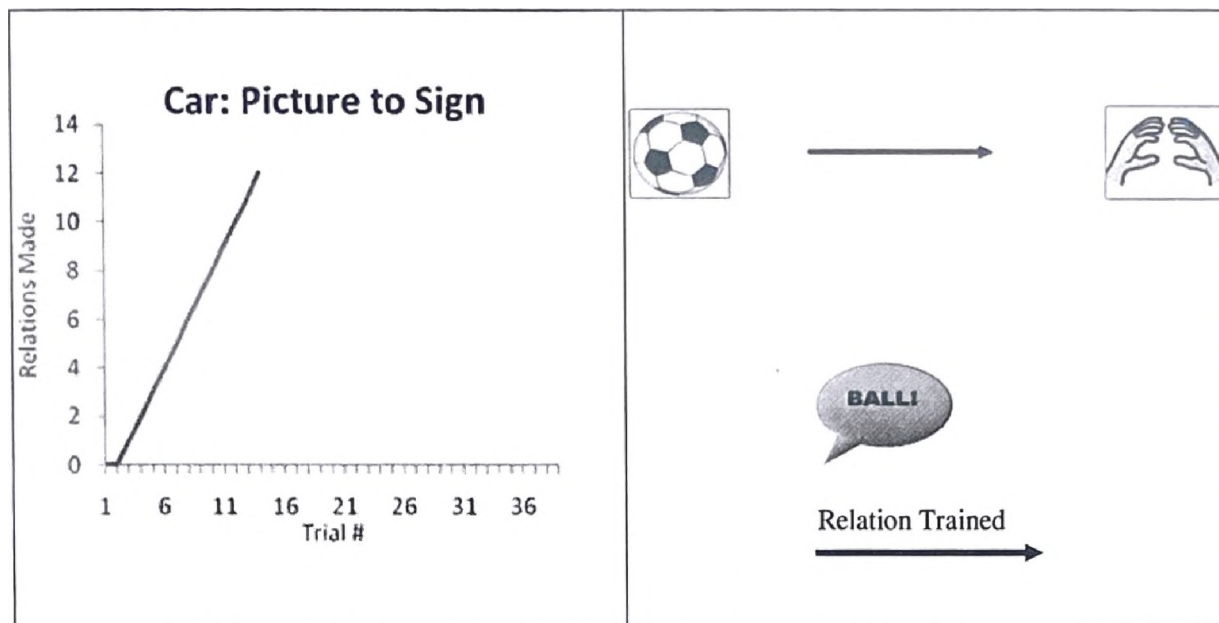 Car: Picture to Sign
14
12
10
8
6
4
2
0
Relations Made
1 6 11 16 21 26 31 36
Trial #
BALL!
Relation Trained